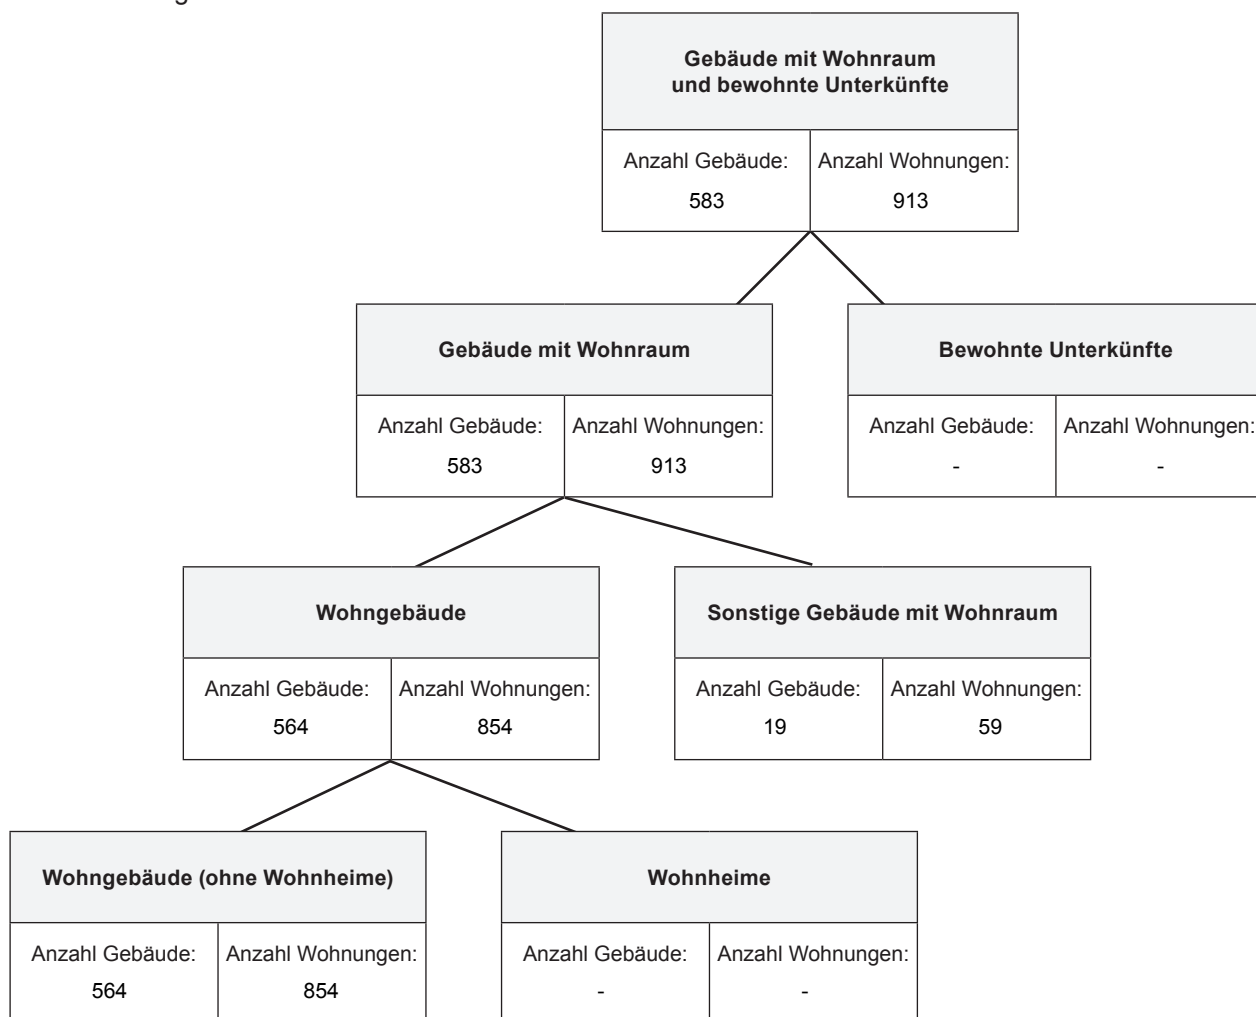 Gebäude mit Wohnraum
und bewohnte Unterkünfte
Anzahl Gebäude: Anzahl Wohnungen:
583 913
Gebäude mit Wohnraum Bewohnte Unterkünfte
Anzahl Gebäude: Anzahl Wohnungen: Anzahl Gebäude: Anzahl Wohnungen:
583 913 - -
Wohngebäude Sonstige Gebäude mit Wohnraum
Anzahl Gebäude: Anzahl Wohnungen: Anzahl Gebäude: Anzahl Wohnungen:
564 854 19 59
Wohngebäude (ohne Wohnheime) Wohnheime
Anzahl Gebäude: Anzahl Wohnungen: Anzahl Gebäude: Anzahl Wohnungen:
564 854 - -